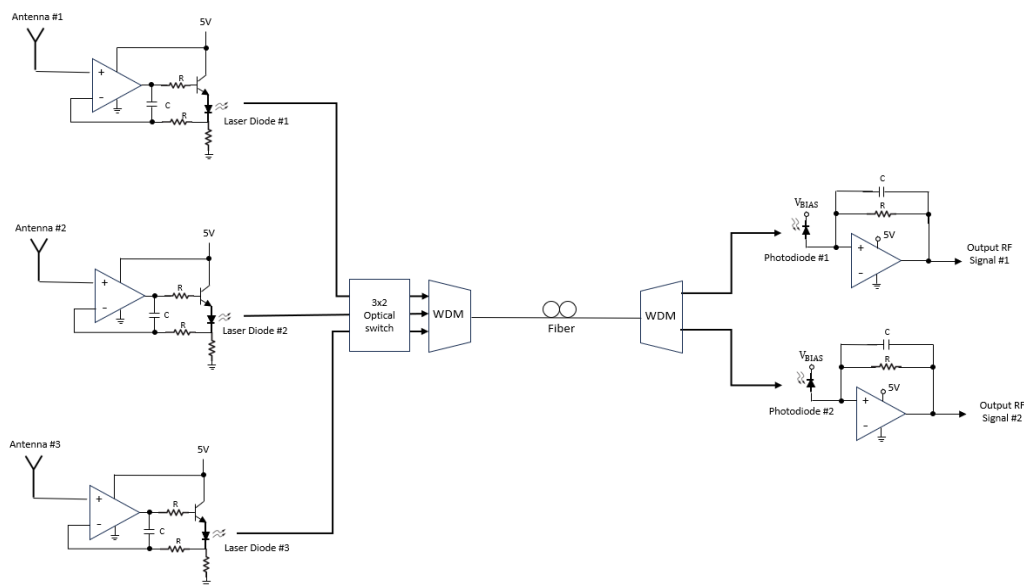 Antenna #1
5V
+
R
−
C
R
Laser Diode #1
Antenna #2
5V
+
R
−
C
R
Laser Diode #2
Antenna #3
5V
+
R
−
C
R
Laser Diode #3
3x2
Optical
switch
WDM
Fiber
WDM
C
R
VBIAS
5V
+
−
Photodiode #1
Output RF
Signal #1
C
R
VBIAS
5V
+
−
Photodiode #2
Output RF
Signal #2